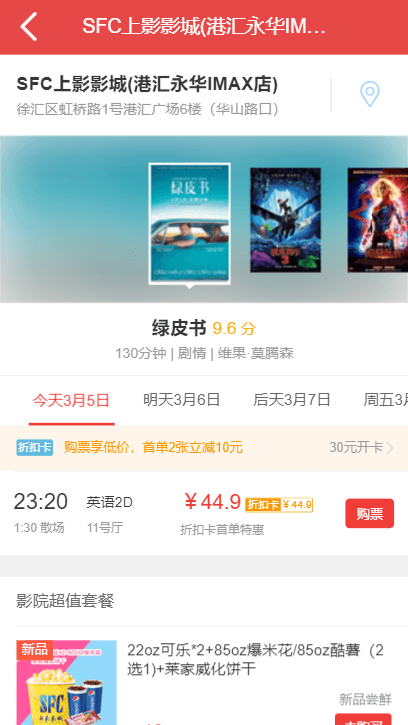 SFC上影影城(港汇永华IM...
SFC上影影城(港汇永华IMAX店)
徐汇区虹桥路1号港汇广场6楼（华山路口）
绿皮书
绿皮书 9.6 分
130分钟 | 剧情 | 维果·莫腾森
今天3月5日 明天3月6日 后天3月7日 周五3月
折扣卡 购票享低价，首单2张立减10元 30元开卡
23:20 英语2D ￥44.9 折扣卡 ￥44.9 购票
1:30 散场 11号厅 折扣卡首单特惠
影院超值套餐
新品
22oz可乐*2+85oz爆米花/85oz酷薯（2
选1)+莱家威化饼干
SFC
上影影城
新品尝鲜